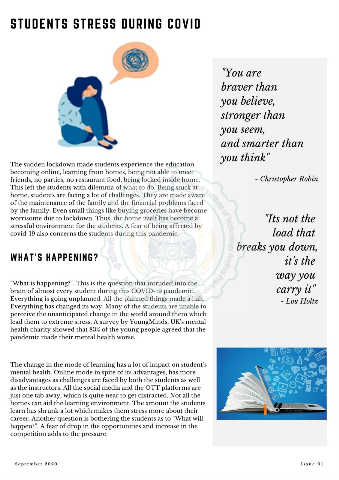 STUDENTS STRESS DURING COVID
"You are
braver than
you believe,
stronger than
you seem,
and smarter than
you think"
- Christopher Robin
"Its not the
load that
breaks you down,
it's the
way you
carry it"
- Lou Holtz
The sudden lockdown made students experience the education
becoming online, learning from homes, being not able to meet
friends, no parties, no restaurant food, being locked inside home.
This left the students with dilemma of what to do. Being stuck at
home, students are facing a lot of challenges. They are made aware
of the maintenance of the family and the financial problems faced
by the family. Even small things like buying groceries have become
worrisome due to lockdown. Thus, the home itself has become a
stressful environment for the students. A fear of being affected by
covid-19 also concerns the students during this pandemic.
WHAT'S HAPPENING?
"What is happening?" - This is the question that intruded into the
brain of almost every student during this COVID-19 pandemic.
Everything is going unplanned. All the planned things made a halt.
Everything has changed its way. Many of the students are unable to
perceive the unanticipated change in the world around them which
lead them to extreme stress. A survey by YoungMinds, UK's mental
health charity showed that 83% of the young people agreed that the
pandemic made their mental health worse.
The change in the mode of learning has a lot of impact on student's
mental health. Online mode in spite of its advantages, has more
disadvantages as challenges are faced by both the students as well
as the instructors. All the social media and the OTT platforms are
just one tab away, which is quite near to get distracted. Not all the
homes can aid the learning environment. The amount the students
learn has shrunk a lot which makes them stress more about their
career. Another question is bothering the students as to "What will
happen?". A fear of drop in the opportunities and increase in the
competition adds to the pressure.
September 2020